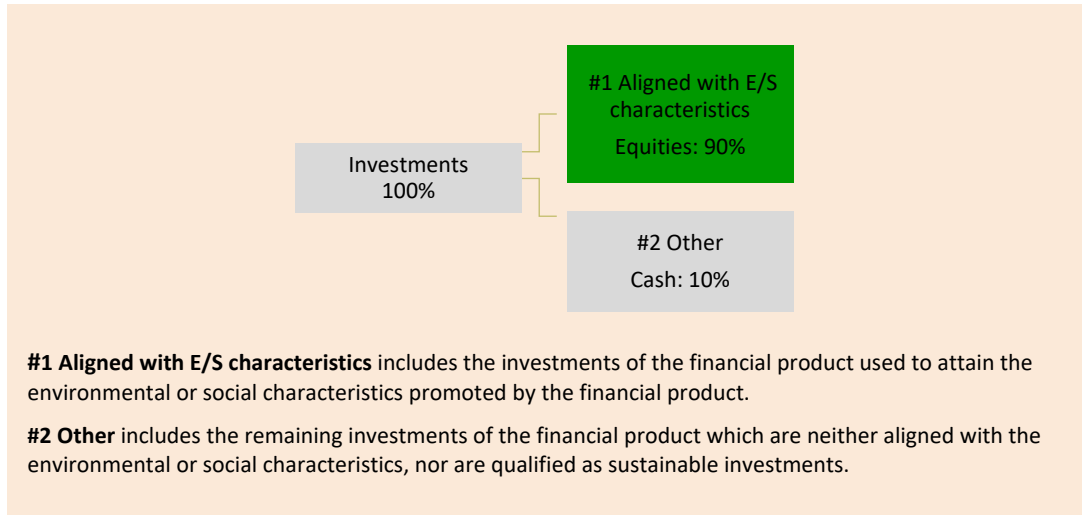 #1 Aligned with E/S
characteristics
Equities: 90%
Investments
100%
#2 Other
Cash: 10%
#1 Aligned with E/S characteristics includes the investments of the financial product used to attain the
environmental or social characteristics promoted by the financial product.
#2 Other includes the remaining investments of the financial product which are neither aligned with the
environmental or social characteristics, nor are qualified as sustainable investments.